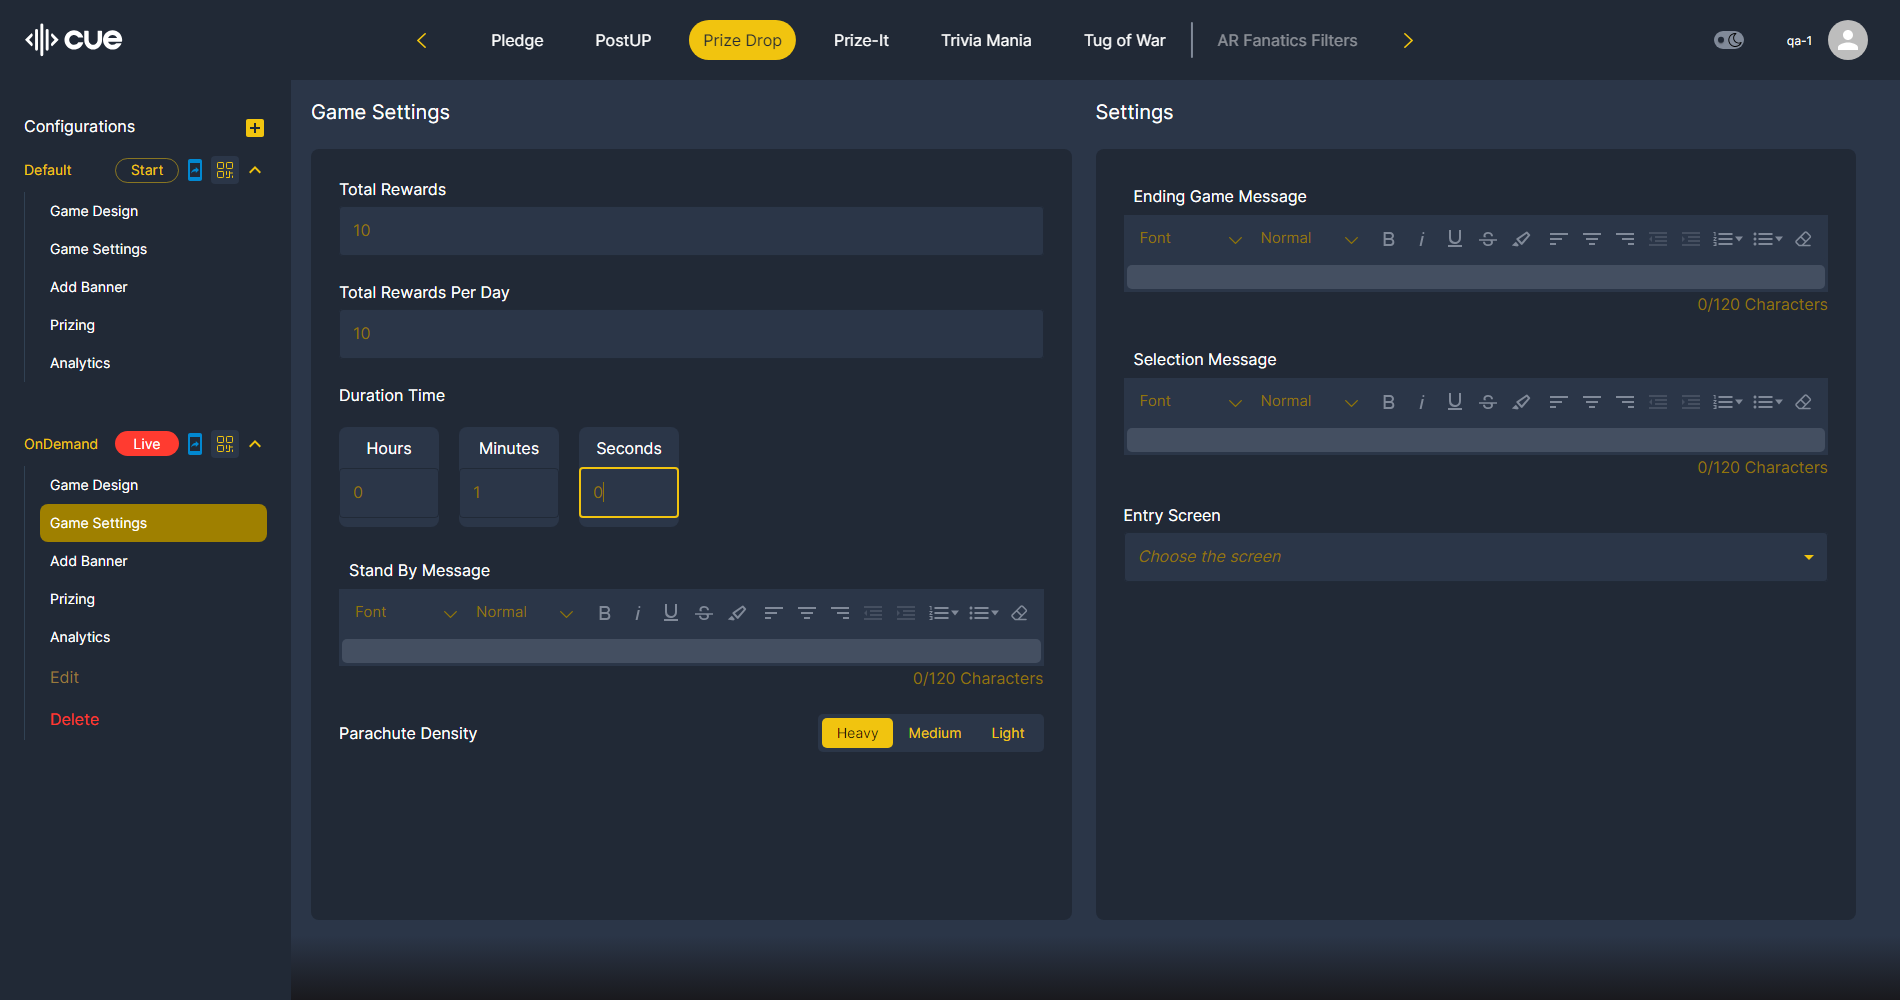 cue
Pledge
PostUP
Prize Drop
Prize-It
Trivia Mania
Tug of War
AR Fanatics Filters
qa-1
Configurations
Default
Start
Game Design
Game Settings
Add Banner
Prizing
Analytics
OnDemand
Live
Game Design
Game Settings
Add Banner
Prizing
Analytics
Edit
Delete
Game Settings
Total Rewards
10
Total Rewards Per Day
10
Duration Time
Hours
Minutes
Seconds
0
1
0
Stand By Message
Font
Normal
B
i
U
S
0/120 Characters
Parachute Density
Heavy
Medium
Light
Settings
Ending Game Message
Font
Normal
B
i
U
S
0/120 Characters
Selection Message
Font
Normal
B
i
U
S
0/120 Characters
Entry Screen
Choose the screen